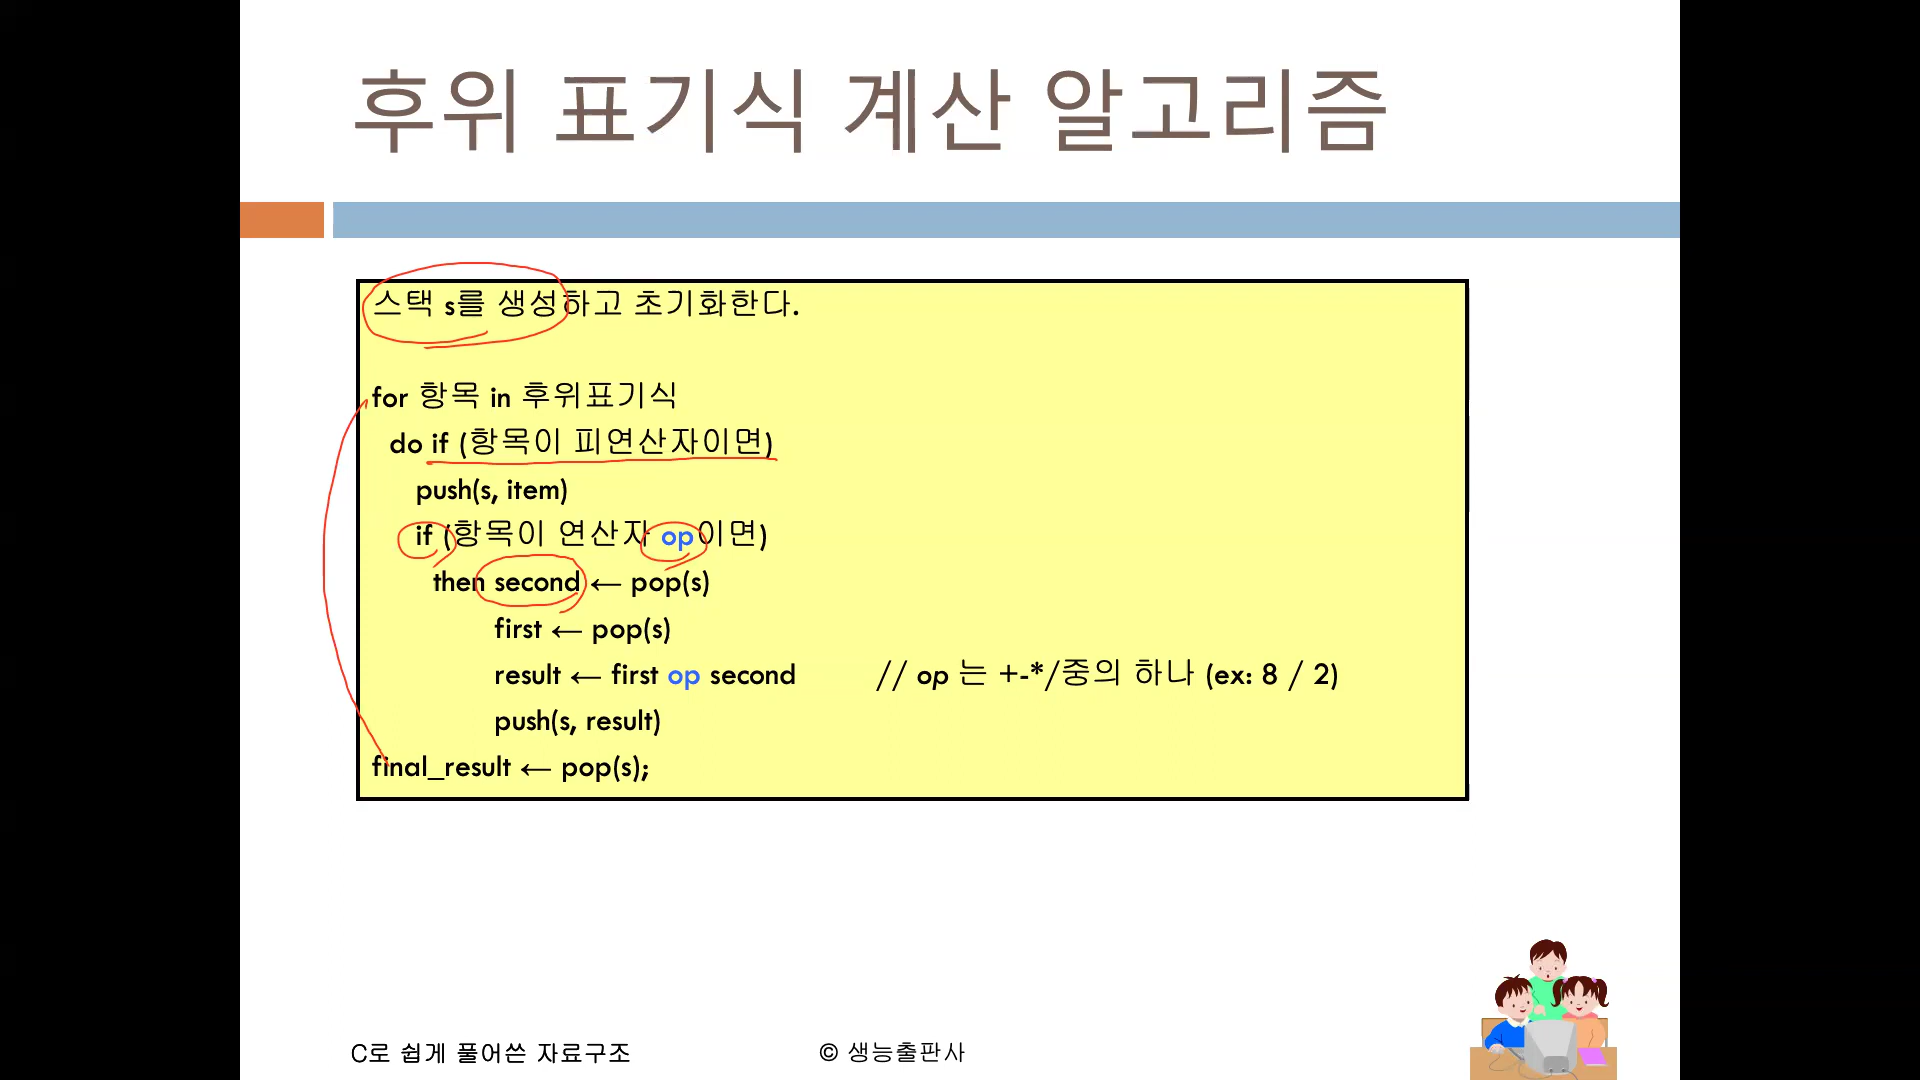 후위 표기식 계산 알고리즘
스택 s를 생성하고 초기화한다.
for 항목 in 후위표기식
do if (항목이 피연산자이면)
push(s, item)
if (항목이 연산자 op이면)
then second ← pop(s)
first ← pop(s)
result ← first op second // op 는 +-*/중의 하나 (ex: 8 / 2)
push(s, result)
final_result ← pop(s);
C로 쉽게 풀어쓴 자료구조
© 생능출판사